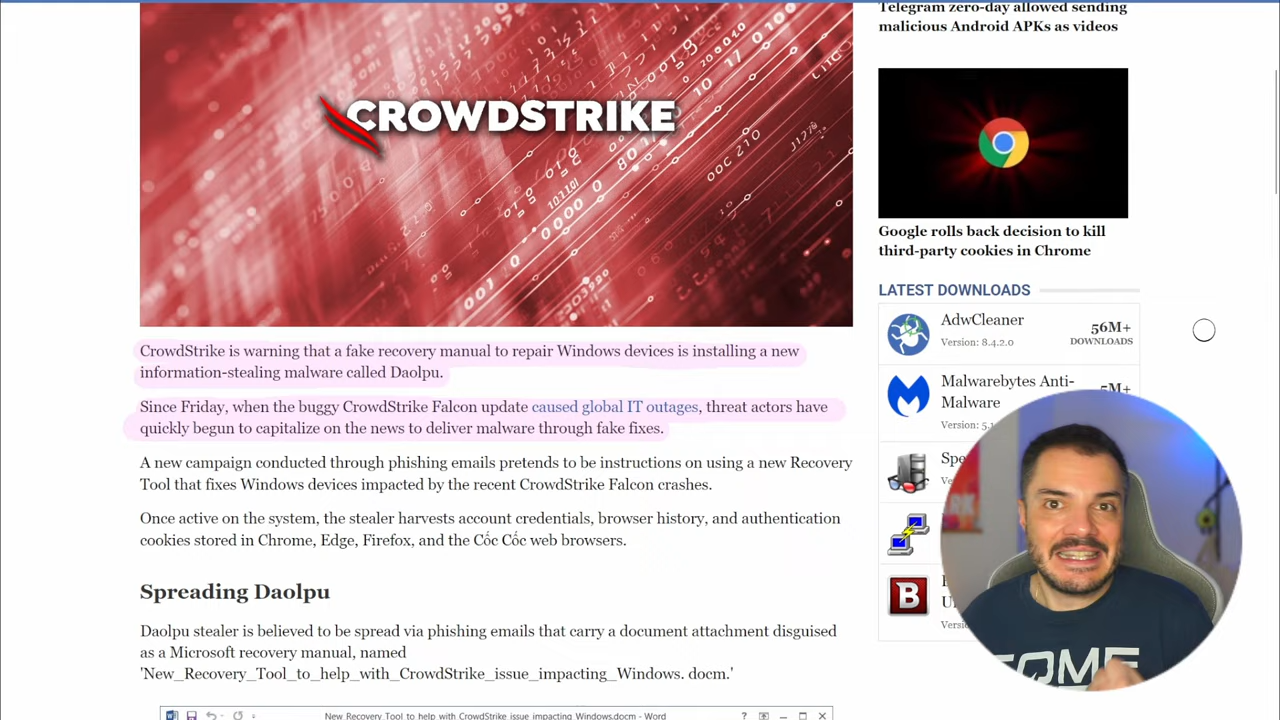 CROWDSTRIKE
CrowdStrike is warning that a fake recovery manual to repair Windows devices is installing a new
information-stealing malware called Daolpu.
Since Friday, when the buggy CrowdStrike Falcon update caused global IT outages, threat actors have
quickly begun to capitalize on the news to deliver malware through fake fixes.
A new campaign conducted through phishing emails pretends to be instructions on using a new Recovery
Tool that fixes Windows devices impacted by the recent CrowdStrike Falcon crashes.
Once active on the system, the stealer harvests account credentials, browser history, and authentication
cookies stored in Chrome, Edge, Firefox, and the Cốc Cốc web browsers.
Spreading Daolpu
Daolpu stealer is believed to be spread via phishing emails that carry a document attachment disguised
as a Microsoft recovery manual, named
'New_Recovery_Tool_to_help_with_CrowdStrike_issue_impacting_Windows. docm.'
New_Recovery_Tool_to_help_with_CrowdStrike_issue_impacting_Windows.docm - Word
Telegram zero-day allowed sending
malicious Android APKs as videos
Google rolls back decision to kill
third-party cookies in Chrome
LATEST DOWNLOADS
AdwCleaner
Version: 8.4.2.0
56M+
DOWNLOADS
Malwarebytes Anti-
Malware
Version: 5.1
5M+
B